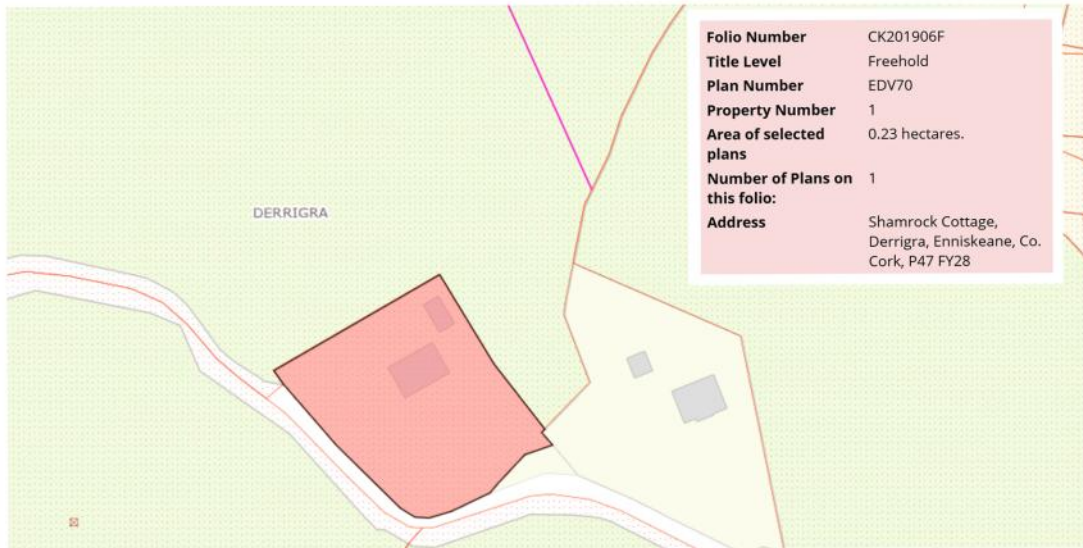 DERRIGRA
Folio Number CK201906F
Title Level Freehold
Plan Number EDV70
Property Number 1
Area of selected 0.23 hectares.
plans
Number of Plans on 1
this folio:
Address Shamrock Cottage,
Derrigra, Enniskeane, Co.
Cork, P47 FY28